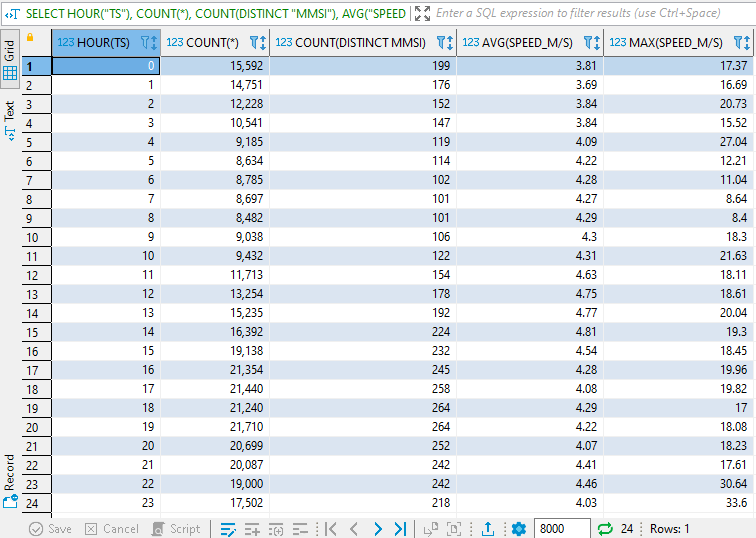 SELECT HOUR("TS"), COUNT(*), COUNT(DISTINCT "MMSI"), AVG("SPEED Enter a SQL expression to filter results (use Ctrl+Space)
Grid
Text
Record
123 HOUR(TS) 123 COUNT(*) 123 COUNT(DISTINCT MMSI) 123 AVG(SPEED_M/S) 123 MAX(SPEED_M/S)
1 0 15,592 199 3.81 17.37
2 1 14,751 176 3.69 16.69
3 2 12,228 152 3.84 20.73
4 3 10,541 147 3.84 15.52
5 4 9,185 119 4.09 27.04
6 5 8,634 114 4.22 12.21
7 6 8,785 102 4.28 11.04
8 7 8,697 101 4.27 8.64
9 8 8,482 101 4.29 8.4
10 9 9,038 106 4.3 18.3
11 10 9,432 122 4.31 21.63
12 11 11,713 154 4.63 18.11
13 12 13,254 178 4.75 18.61
14 13 15,235 192 4.77 20.04
15 14 16,392 224 4.81 19.3
16 15 19,138 232 4.54 18.45
17 16 21,354 245 4.28 19.96
18 17 21,440 258 4.08 19.82
19 18 21,240 264 4.29 17
20 19 21,710 264 4.22 18.08
21 20 20,699 252 4.07 18.23
22 21 20,087 242 4.41 17.61
23 22 19,000 242 4.46 30.64
24 23 17,502 218 4.03 33.6
Save Cancel Script 8000 24 Rows: 1